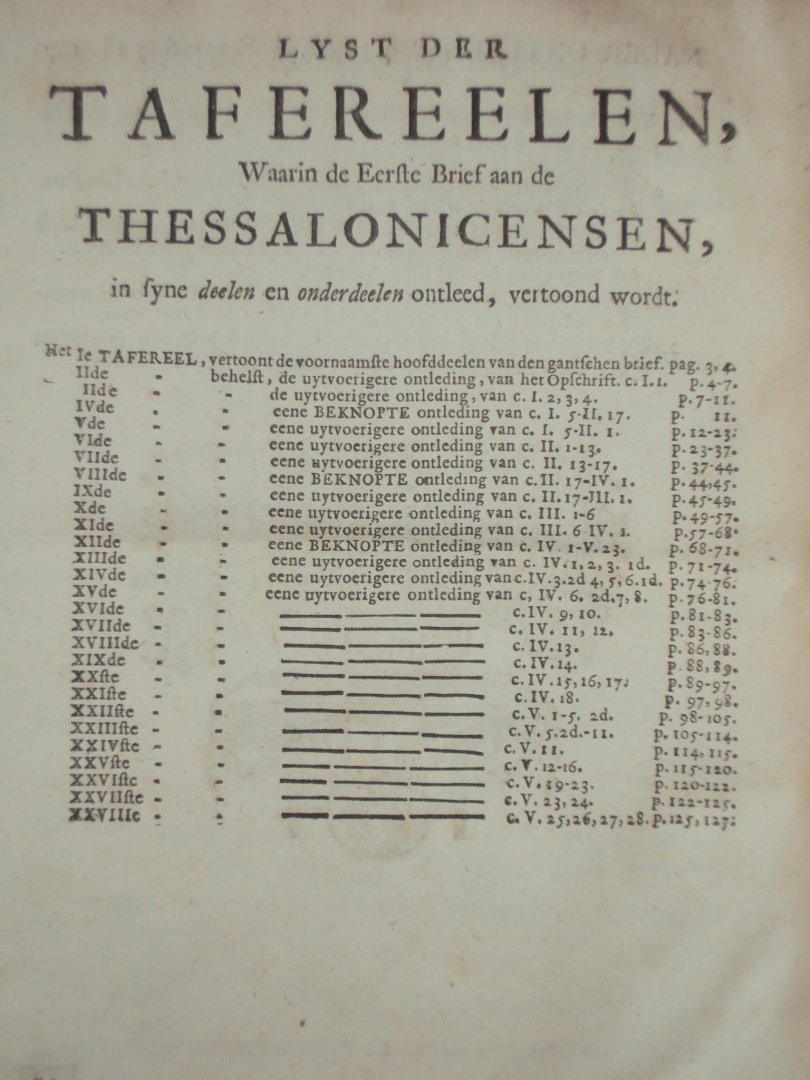 LYST DER
TAFEREELEN,
Waarin de Eerſte Brief aan de
THESSALONICENSEN,
in ſyne deelen en onderdeelen ontleed, vertoond wordt.
Het Ie TAFEREEL, vertoont de voornaamſte hoofddeelen van den gantſchen brief. pag. 3, 4.
IIde - behelſt, de uytvoerigere ontleding, van het Opſchrift. c. I. 1. p. 4-7.
IIde - - de uytvoerigere ontleding, van c. I. 2, 3, 4. p. 7-11.
IVde . - eene BEKNOPTE ontleding van c. I. 5-II, 17. p. 11.
Vde - - eene uytvoerigere ontleding van c. I. 5-II. 1. p. 12-23.
VIde - - eene uytvoerigere ontleding van c. II. 1-13. p. 23-37.
VIIde - - eene uytvoerigere ontleding van c. II. 13-17. p. 37-44.
VIIIde - - eene BEKNOPTE ontleding van c. II. 17-IV. 1. p. 44, 45.
IXde - - eene uytvoerigere ontleding van c. II. 17-III. 1. p. 45-49.
Xde - - eene uytvoerigere ontleding van c. III. 1-6 p. 49-57.
XIde - - eene uytvoerigere ontleding van c. III. 6 IV. 1. p. 57-68.
XIIde - - eene BEKNOPTE ontleding van c. IV. 1-V. 23. p. 68-71.
XIIIde - - eene uytvoerigere ontleding van c. IV. 1, 2, 3. 1d. p. 71-74.
XIVde - - eene uytvoerigere ontleding van c. IV. 3. 2d 4, 5, 6. 1d. p. 74-76.
XVde - - eene uytvoerigere ontleding van c, IV. 6. 2d. 7, 8. p. 76-81.
XVIde - - c. IV. 9, 10. p. 81-83.
XVIIde - - c. IV. 11, 12. p. 83-86.
XVIIIde - - c. IV. 13. p. 86, 88.
XIXde - - c. IV. 14. p. 88, 89.
XXſte - - c. IV. 15, 16, 17. p. 89-97.
XXIſte - - c. IV. 18. p. 97, 98.
XXIIſte - - c. V. 1-5. 2d. p. 98-105.
XXIIIſte - - c. V. 5. 2d.-11. p. 105-114.
XXIVſte - - c. V. 11. p. 114, 115.
XXVſte - - c. V. 12-16. p. 115-120.
XXVIſte - - c. V. 19-23. p. 120-122.
XXVIIſte - - c. V. 23, 24. p. 122-125.
XXVIIIe - - c. V. 25, 26, 27, 28. p. 125, 127.